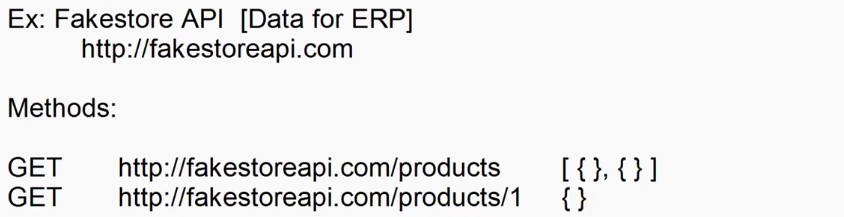 Ex: Fakestore API [Data for ERP]
http://fakestoreapi.com
Methods:
GET http://fakestoreapi.com/products [ { }, { } ]
GET http://fakestoreapi.com/products/1 { }